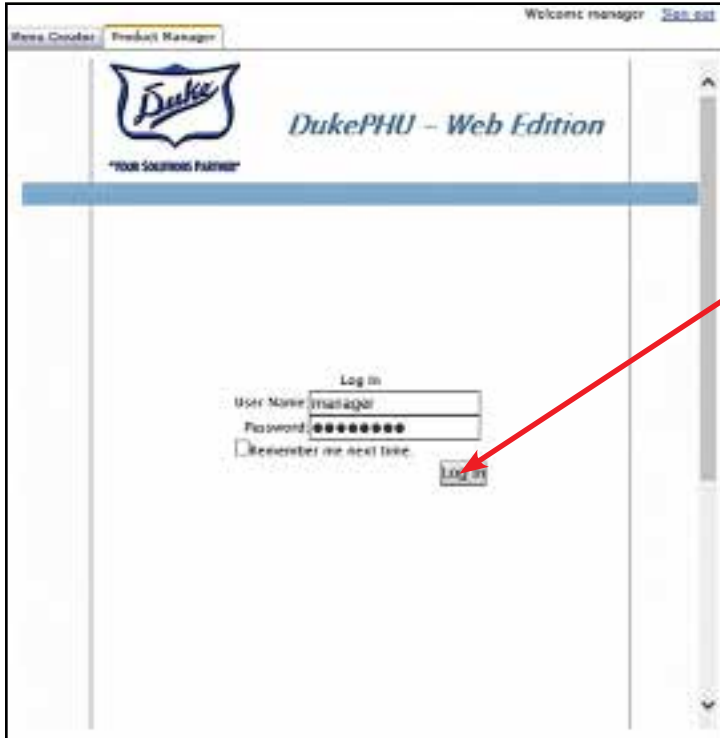 Welcome manager Sign out
Menu Creator Product Manager
Duke
DukePHU – Web Edition
"YOUR SOLUTIONS PARTNER"
Log In
User Name: manager
Password: ●●●●●●●●
Remember me next time.
Log In